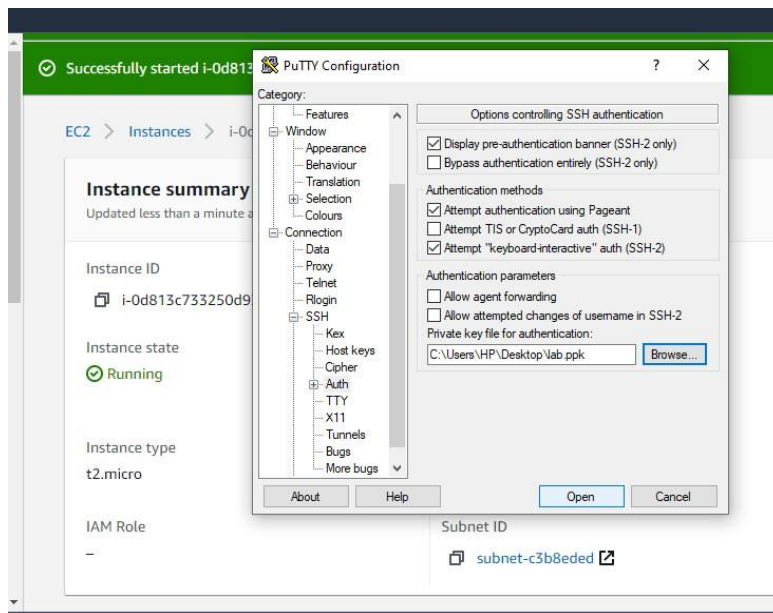 Successfully started i-0d813
EC2 > Instances > i-0d
Instance summary
Updated less than a minute a
Instance ID
i-0d813c733250d9
Instance state
Running
Instance type
t2.micro
IAM Role
–
Subnet ID
subnet-c3b8eded
PuTTY Configuration
?
Category:
Features
Window
Appearance
Behaviour
Translation
Selection
Colours
Connection
Data
Proxy
Telnet
Rlogin
SSH
Kex
Host keys
Cipher
Auth
TTY
X11
Tunnels
Bugs
More bugs
Options controlling SSH authentication
Display pre-authentication banner (SSH-2 only)
Bypass authentication entirely (SSH-2 only)
Authentication methods
Attempt authentication using Pageant
Attempt TIS or CryptoCard auth (SSH-1)
Attempt "keyboard-interactive" auth (SSH-2)
Authentication parameters
Allow agent forwarding
Allow attempted changes of username in SSH-2
Private key file for authentication:
C:\Users\HP\Desktop\lab.ppk
Browse...
About
Help
Open
Cancel